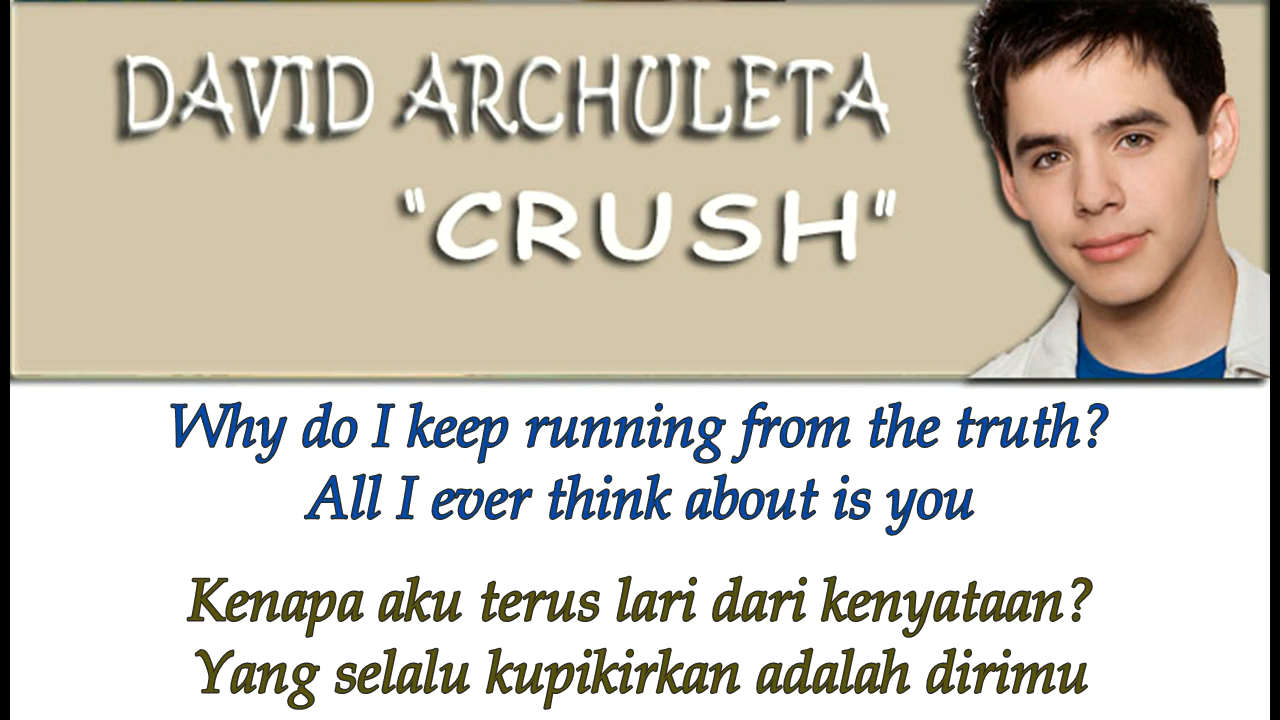 DAVID ARCHULETA
"CRUSH"
Why do I keep running from the truth?
All I ever think about is you
Kenapa aku terus lari dari kenyataan?
Yang selalu kupikirkan adalah dirimu